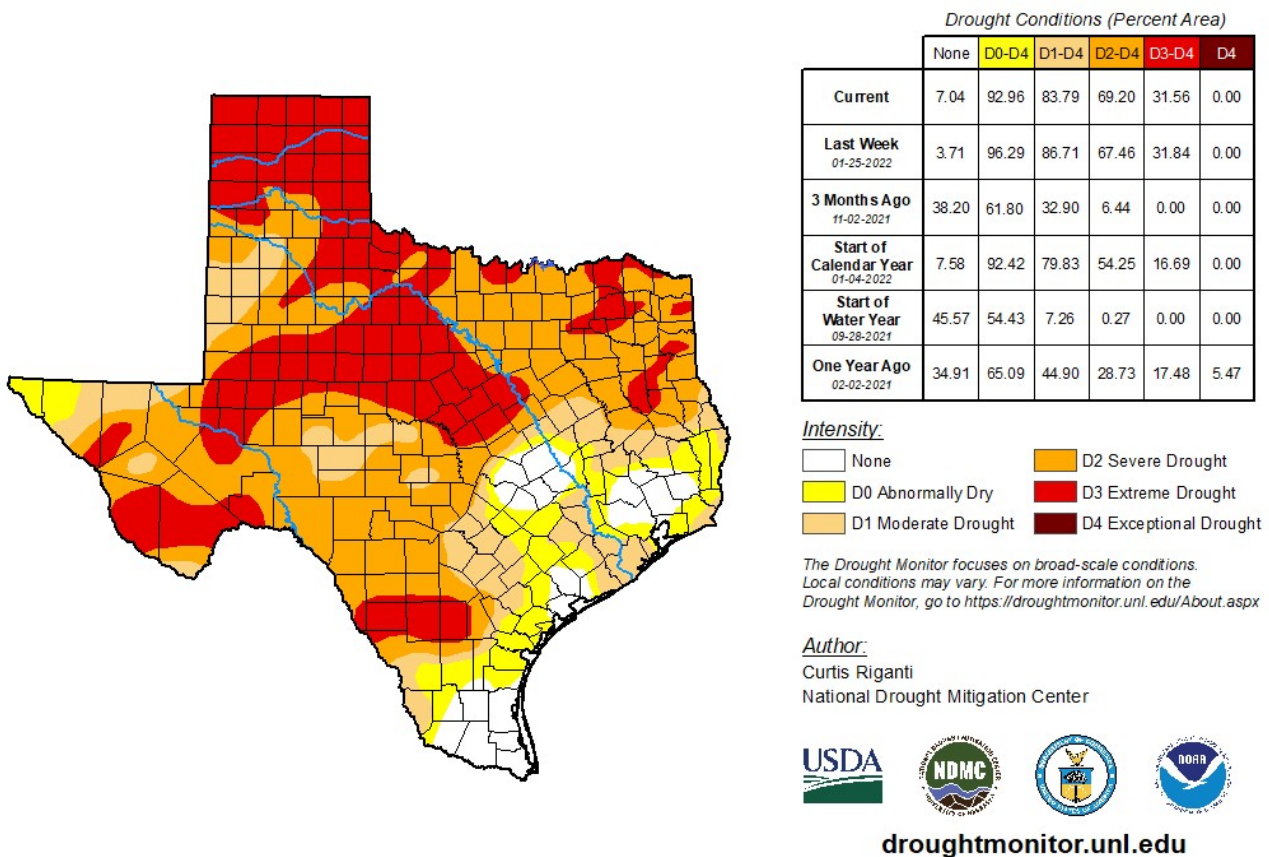 Drought Conditions (Percent Area)
None D0-D4 D1-D4 D2-D4 D3-D4 D4
Current 7.04 92.96 83.79 69.20 31.56 0.00
Last Week
01-25-2022 3.71 96.29 86.71 67.46 31.84 0.00
3 Months Ago
11-02-2021 38.20 61.80 32.90 6.44 0.00 0.00
Start of
Calendar Year
01-04-2022 7.58 92.42 79.83 54.25 16.69 0.00
Start of
Water Year
09-28-2021 45.57 54.43 7.26 0.27 0.00 0.00
One Year Ago
02-02-2021 34.91 65.09 44.90 28.73 17.48 5.47
Intensity:
None
D0 Abnormally Dry
D1 Moderate Drought
D2 Severe Drought
D3 Extreme Drought
D4 Exceptional Drought
The Drought Monitor focuses on broad-scale conditions.
Local conditions may vary. For more information on the
Drought Monitor, go to https://droughtmonitor.unl.edu/About.aspx
Author:
Curtis Riganti
National Drought Mitigation Center
USDA
NDMC
NOAA
droughtmonitor.unl.edu